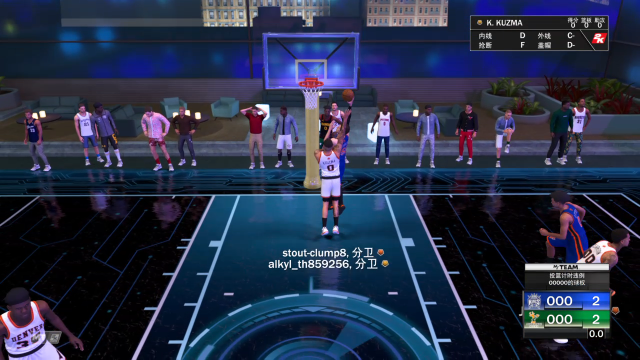 K. KUZMA
得分 篮板 助攻
0 0 0
内线 D 外线 C-
抢断 F 盖帽 D-
2K
0
stout-clump8, 分卫
alkyl_th859256, 分卫
DENVER
TEAM
投篮计时违例
00000的球权
000 2
000 2
0.0